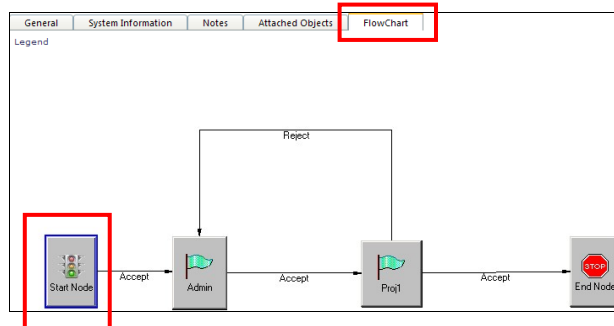 General System Information Notes Attached Objects FlowChart
Legend
Reject
Accept Accept Accept
Start Node Admin Proj1 End Node
STOP